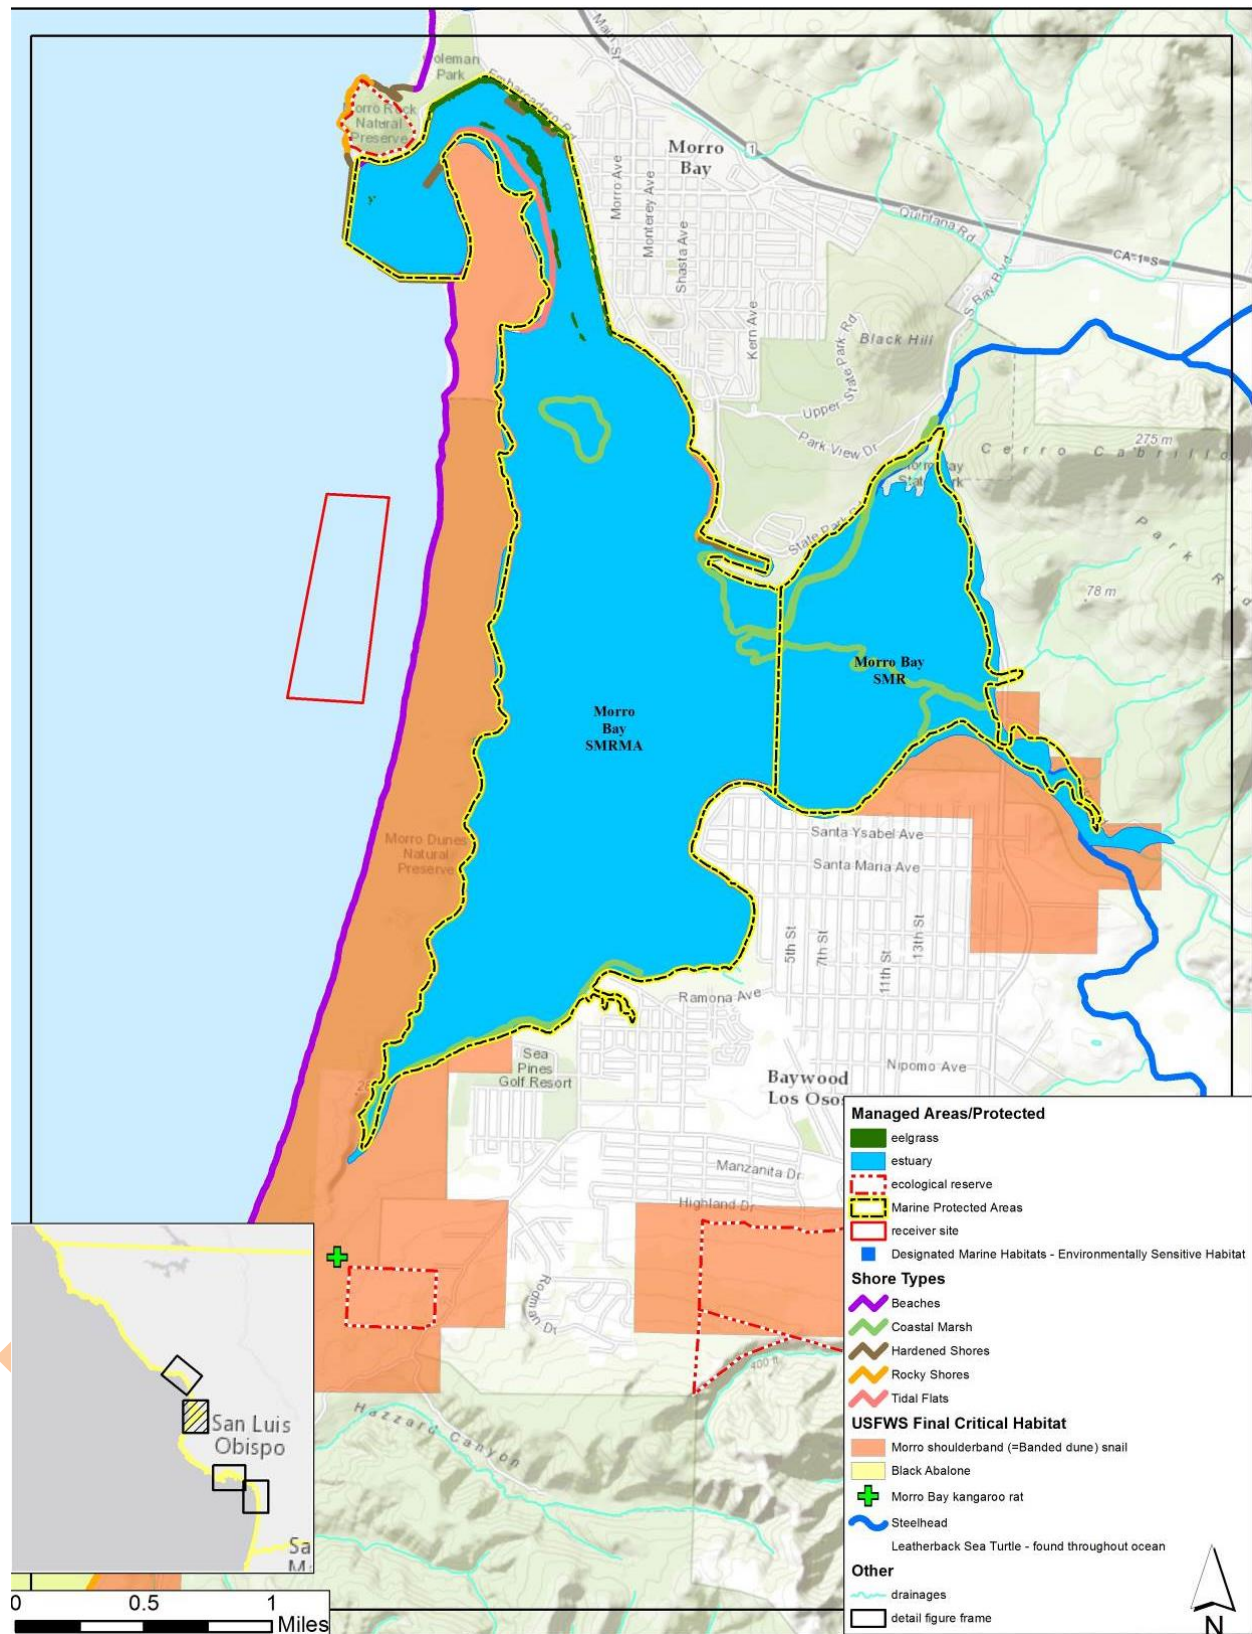 Main St
Coleman
Park
Embarcadero Rd
Morro Rock
Natural
Preserve
Morro
Bay
1
Morro Ave
Monterey Ave
Shasta Ave
Kern Ave
Quintana Rd
CA-1 S
S Bay Blvd
Black Hill
Upper State Park Rd
Park View Dr
275 m
Cerro Cabrillo
Morro Bay
State Park
State Park Rd
Park Rid
78 m
Morro Bay
SMR
Morro
Bay
SMRMA
Morro Dunes
Natural
Preserve
Santa Ysabel Ave
Santa Maria Ave
5th St
7th St
11th St
13th St
Ramona Ave
Sea
Pines
Golf Resort
Nipomo Ave
Baywood
Los Osos
Manzanita Dr
Highland Dr
Rodman Dr
400 ft
Hazzard Canyon
Managed Areas/Protected
eelgrass
estuary
ecological reserve
Marine Protected Areas
receiver site
Designated Marine Habitats - Environmentally Sensitive Habitat
Shore Types
Beaches
Coastal Marsh
Hardened Shores
Rocky Shores
Tidal Flats
USFWS Final Critical Habitat
Morro shoulderband (=Banded dune) snail
Black Abalone
Morro Bay kangaroo rat
Steelhead
Leatherback Sea Turtle - found throughout ocean
Other
drainages
detail figure frame
N
San Luis
Obispo
Sa
M
0 0.5 1
Miles